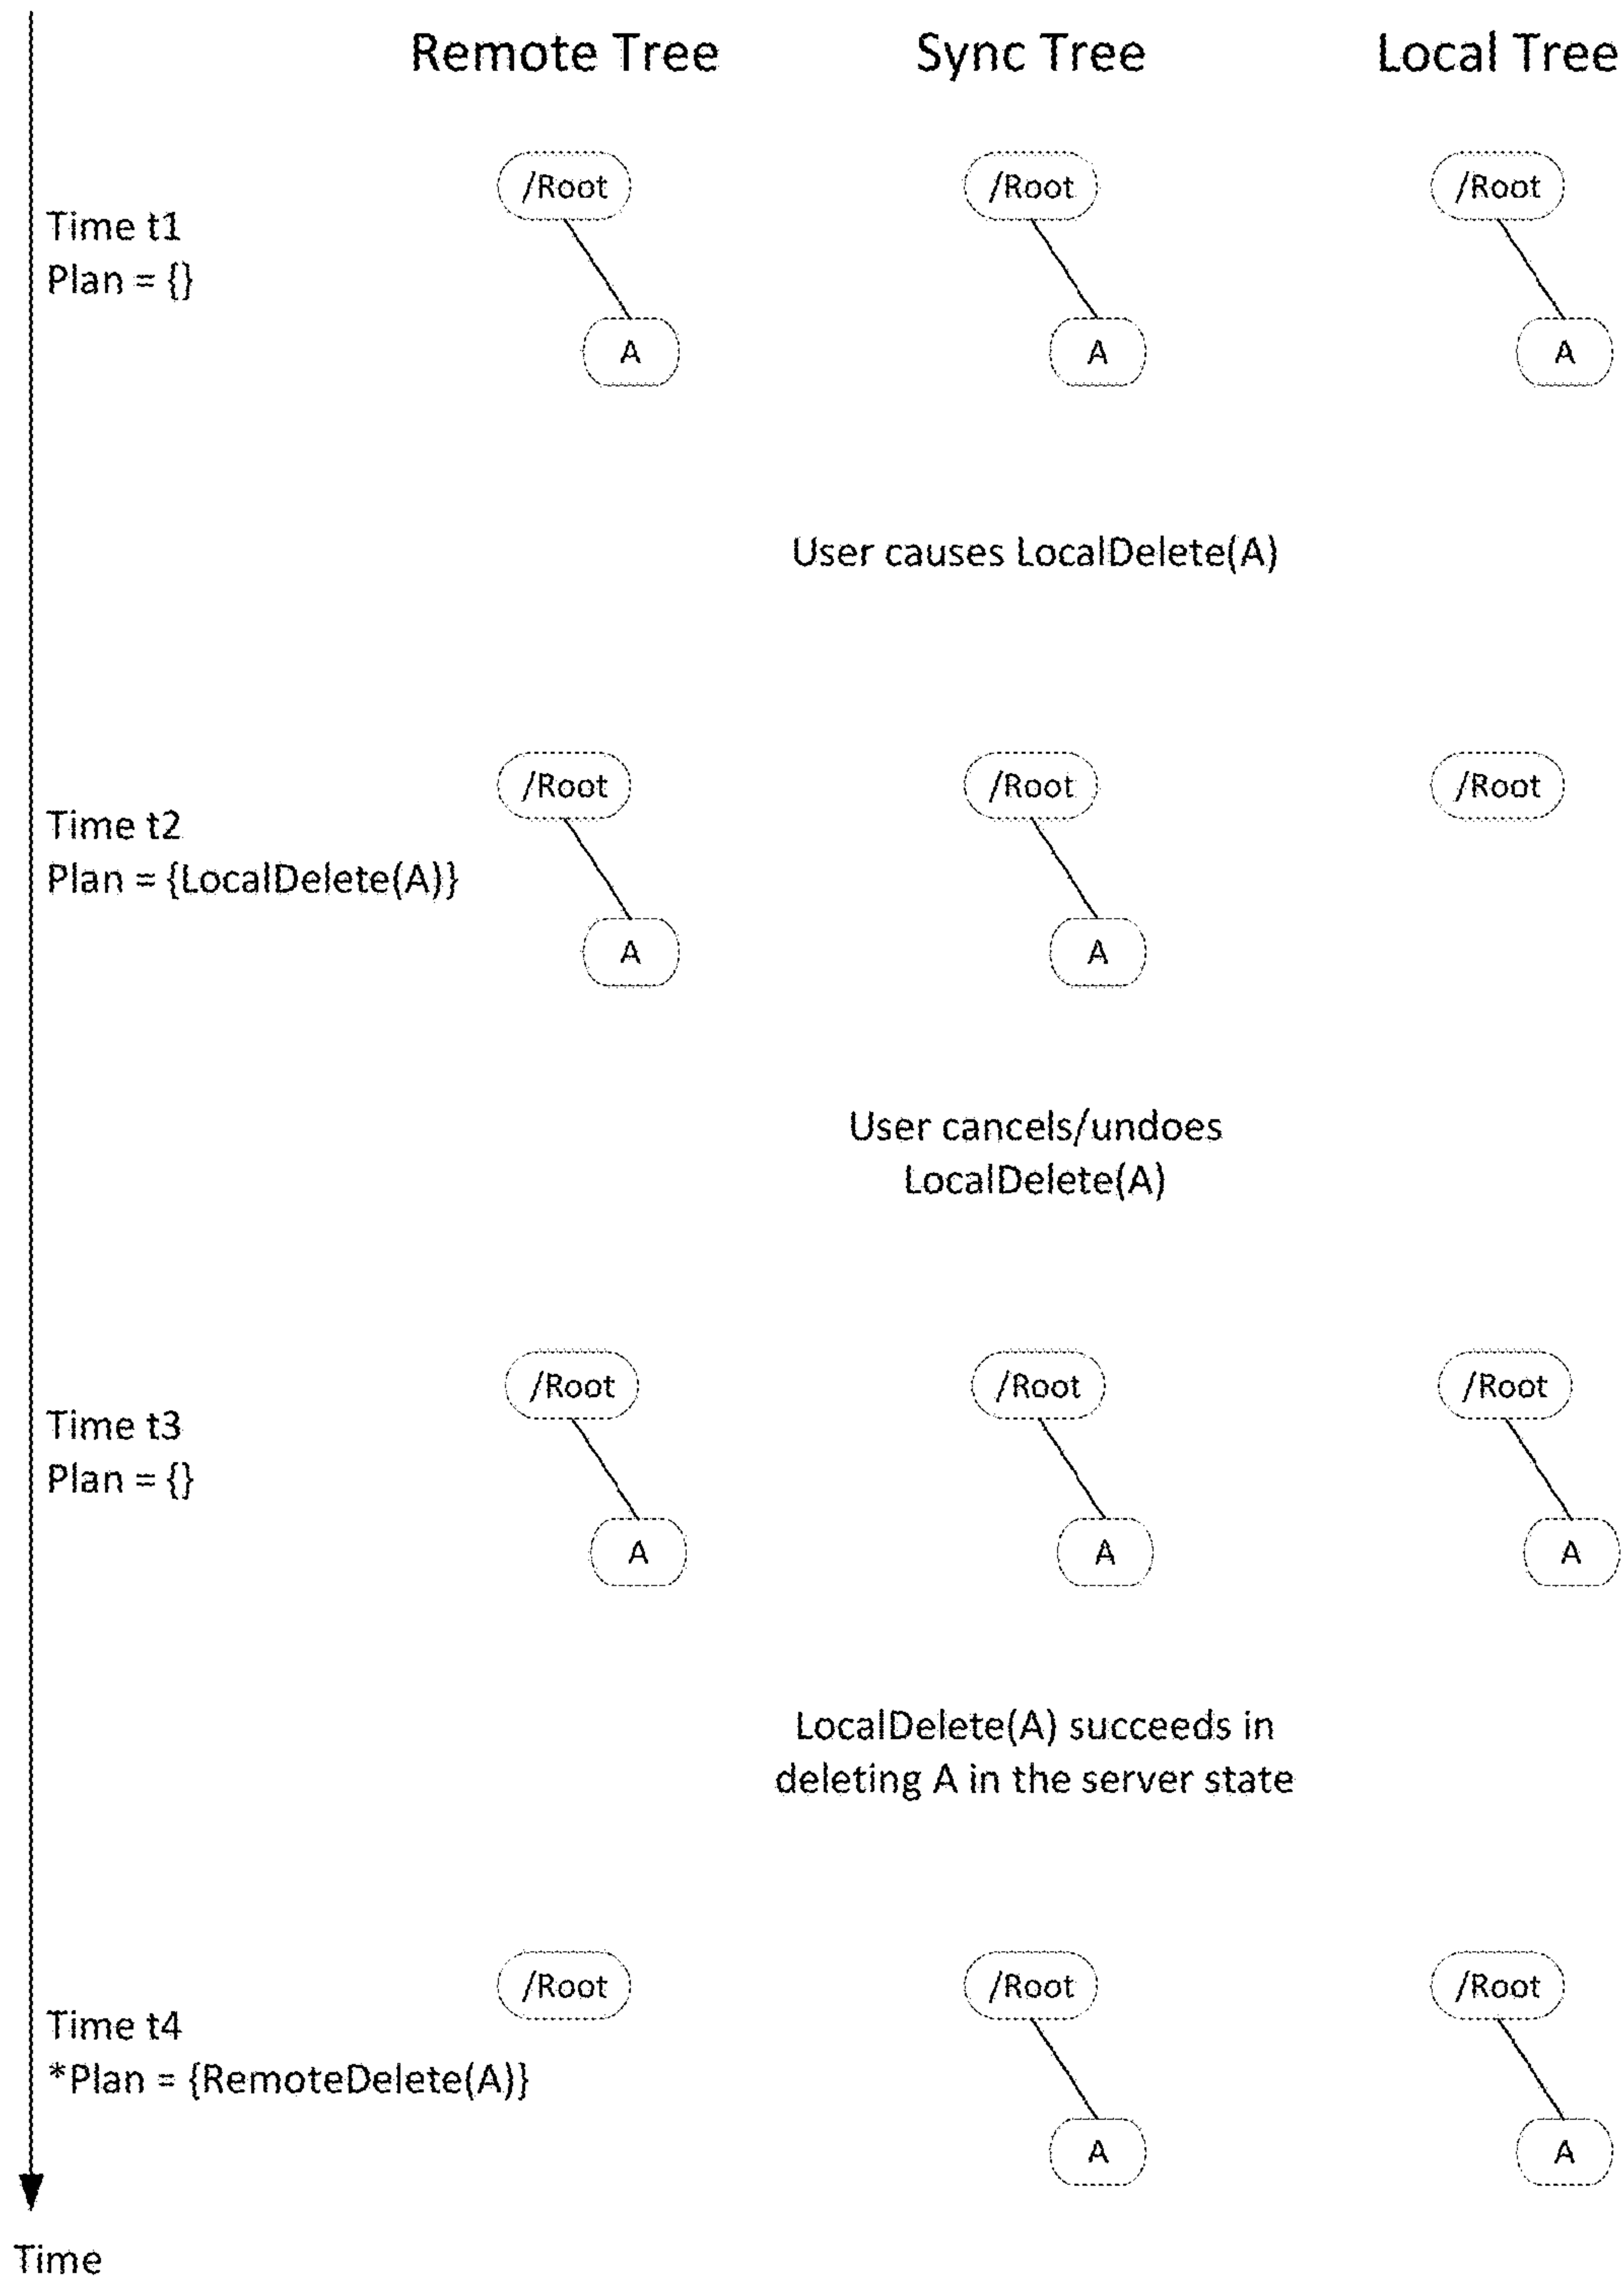 Remote Tree Sync Tree Local Tree
/Root /Root /Root
Time t1
Plan = {}
A A A
User causes LocalDelete(A)
/Root /Root /Root
Time t2
Plan = {LocalDelete(A)}
A A
User cancels/undoes
LocalDelete(A)
/Root /Root /Root
Time t3
Plan = {}
A A A
LocalDelete(A) succeeds in
deleting A in the server state
/Root /Root /Root
Time t4
*Plan = {RemoteDelete(A)}
A A
Time